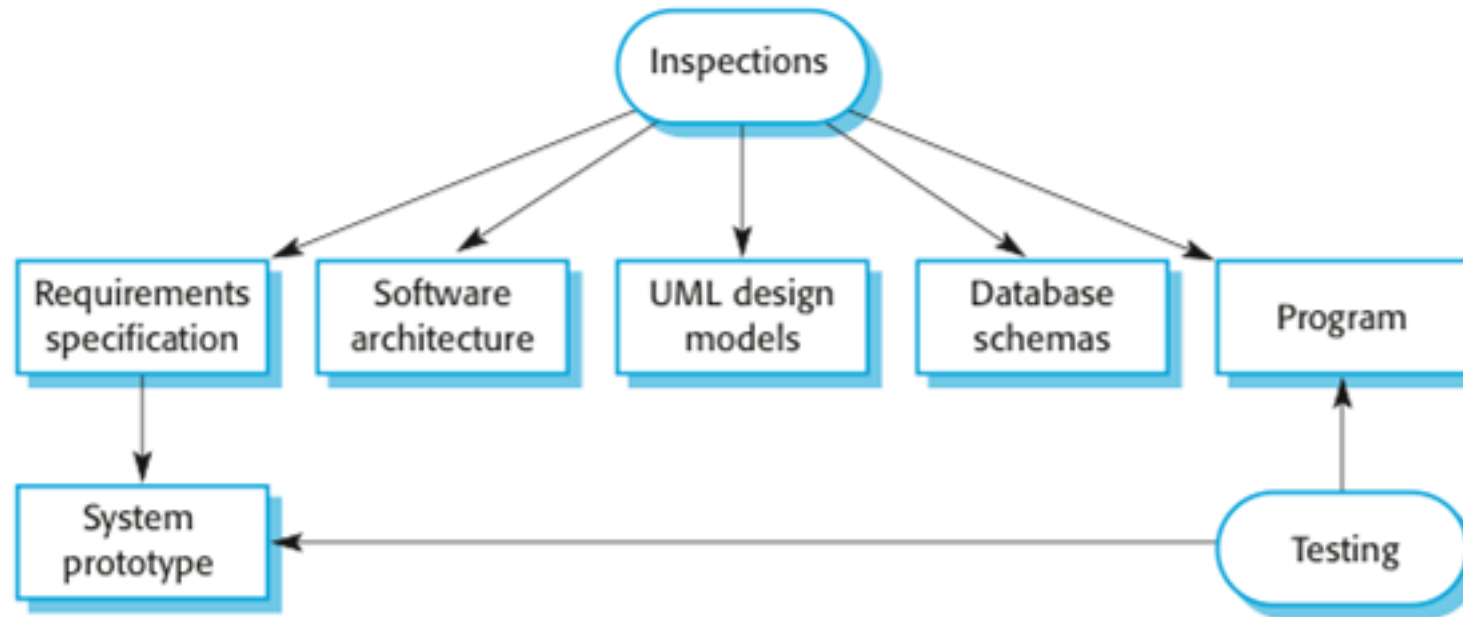 Inspections
Requirements
specification
Software
architecture
UML design
models
Database
schemas
Program
System
prototype
Testing